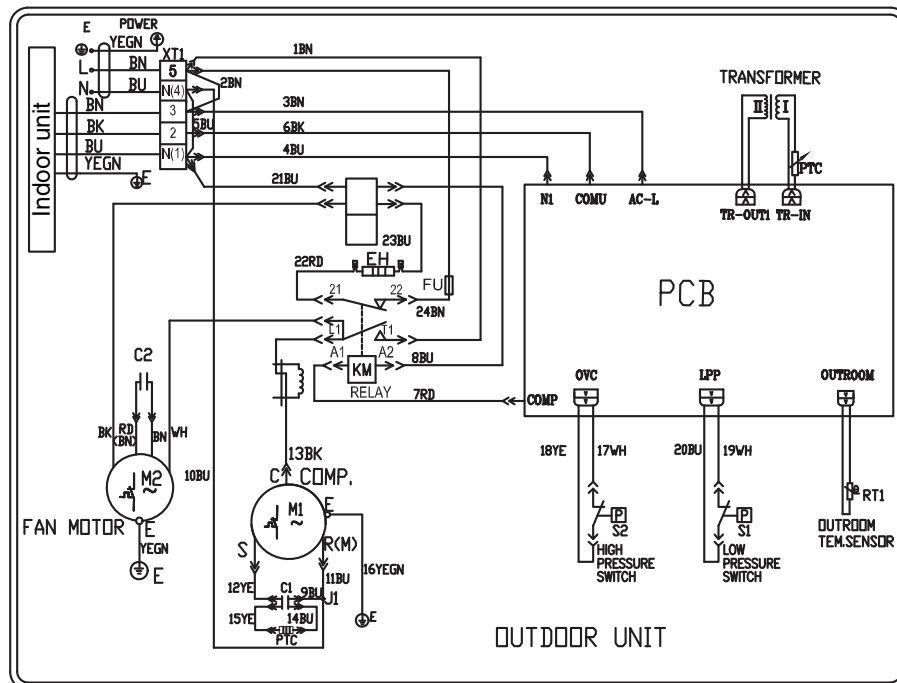 E
POWER
YEGN
XT1
L
BN
5
N
BU
N(4)
BN
3
BK
2
BU
N(1)
YEGN
E
Indoor unit
1BN
2BN
3BN
5BU
6BK
4BU
21BU
TRANSFORMER
II
I
PTC
N1
COMU
AC-L
TR-OUT1
TR-IN
PCB
23BU
EH
22RD
FU
21
22
24BN
L1
T1
A1
A2
8BU
KM
RELAY
7RD
COMP
OVC
LPP
OUTROOM
C2
BK
RD
(BN)
BN
WH
10BU
M2
~
FAN MOTOR
E
YEGN
E
13BK
C
COMP.
M1
~
E
S
R(M)
12YE
C1
9BU
11BU
J1
16YEGN
15YE
14BU
PTC
E
18YE
17WH
20BU
19WH
P
S2
P
S1
RT1
HIGH
PRESSURE
SWITCH
LOW
PRESSURE
SWITCH
OUTROOM
TEM.SENSOR
OUTDOOR UNIT